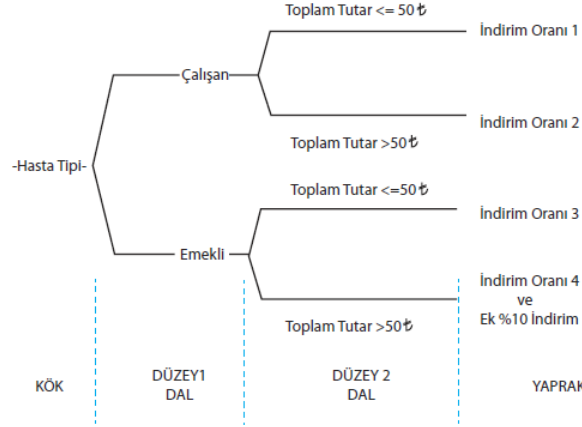 Toplam Tutar <= 50₺
İndirim Oranı 1
Çalışan
İndirim Oranı 2
Toplam Tutar >50₺
-Hasta Tipi-
Toplam Tutar <=50₺
İndirim Oranı 3
Emekli
İndirim Oranı 4
ve
Ek %10 İndirim
Toplam Tutar >50₺
KÖK
DÜZEY1
DAL
DÜZEY 2
DAL
YAPRAK